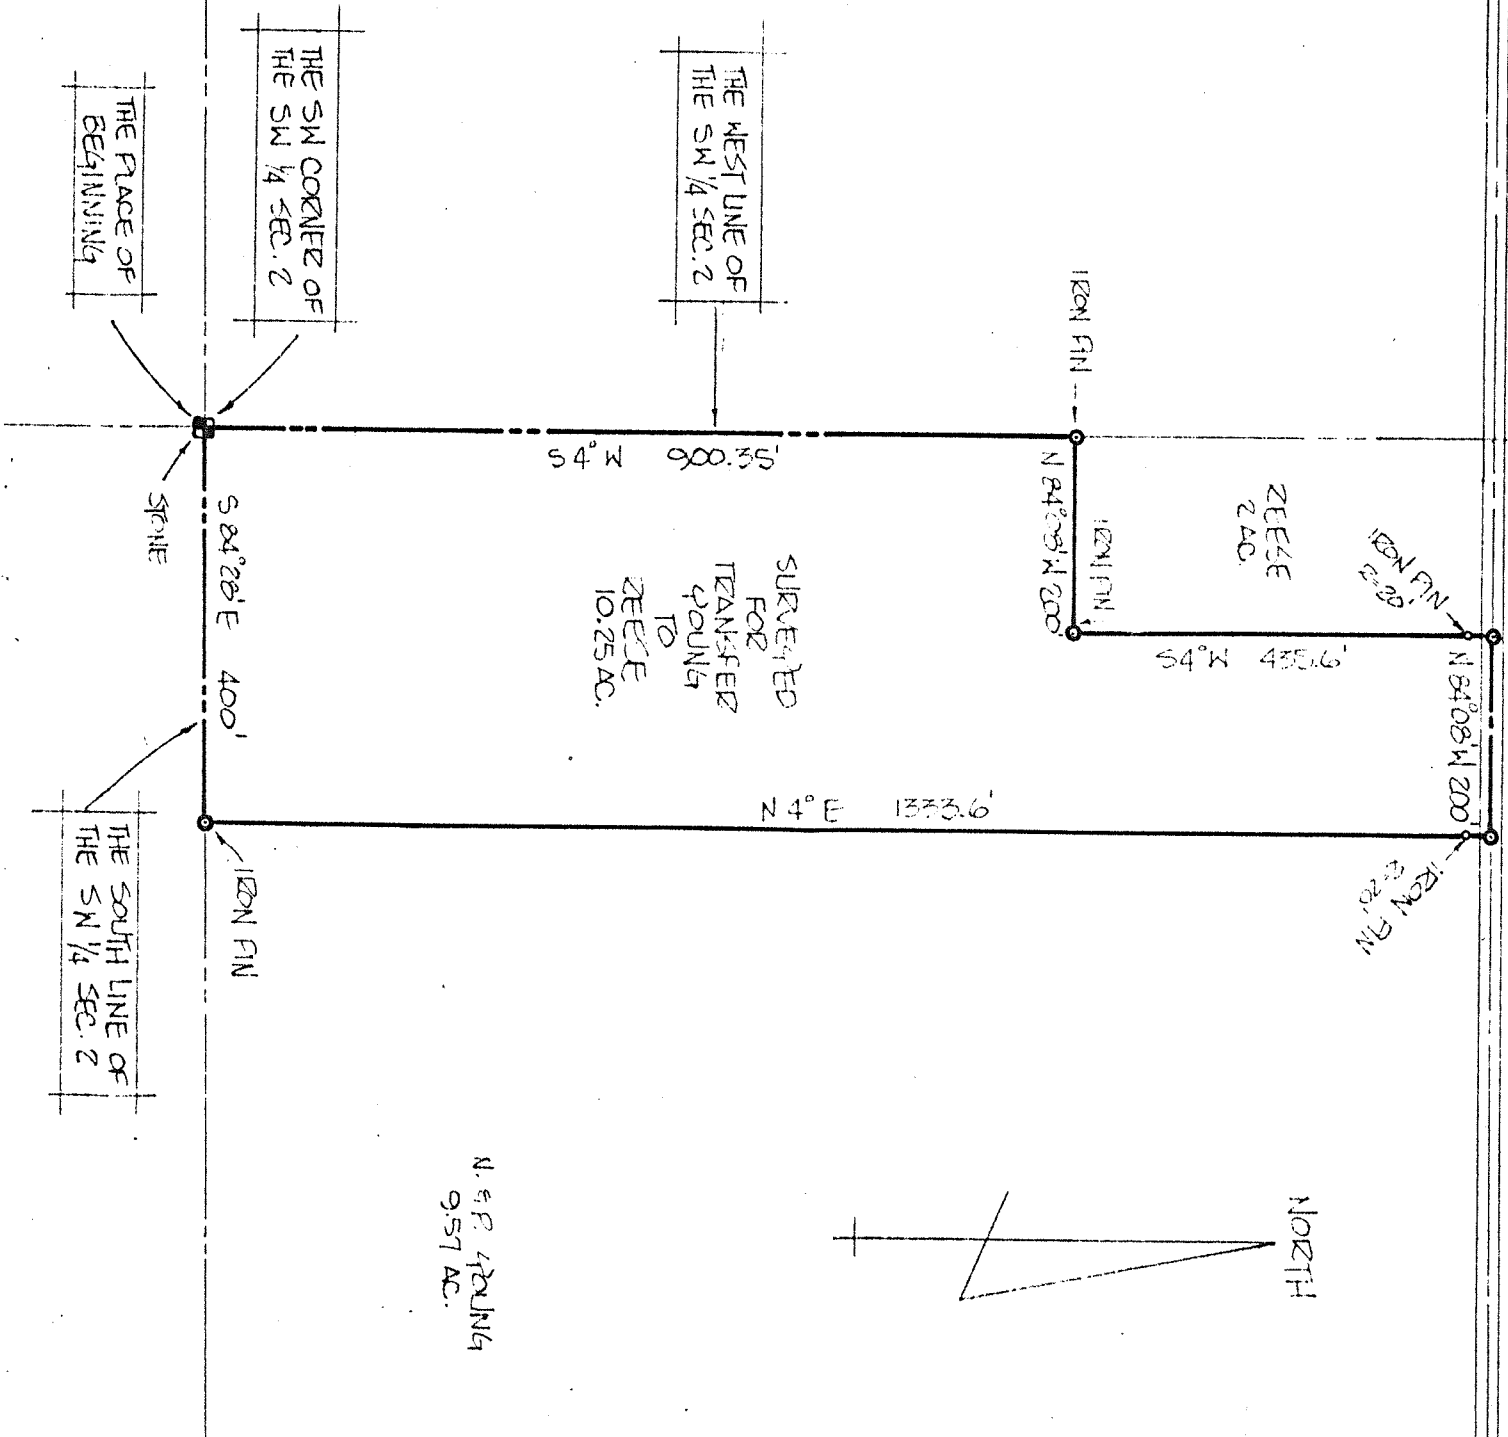 NORTH
IRON PIN
R-20'
N 84°08'W 200'
IRON PIN
R-20'
ZEESE
2 AC.
S 4° W 435.6'
IRON PIN
IRON PIN
N 84°08'W 200'
THE WEST LINE OF
THE SW 1/4 SEC. 2
S 4° W 900.35'
SURVEYED
FOR
TRANSFER
YOUNG
TO
ZEESE
10.25 AC.
N 4° E 1333.6'
N. & P. YOUNG
9.57 AC.
THE SW CORNER OF
THE SW 1/4 SEC. 2
THE PLACE OF
BEGINNING
STONE
S 84°28'E 400'
IRON PIN
THE SOUTH LINE OF
THE SW 1/4 SEC. 2